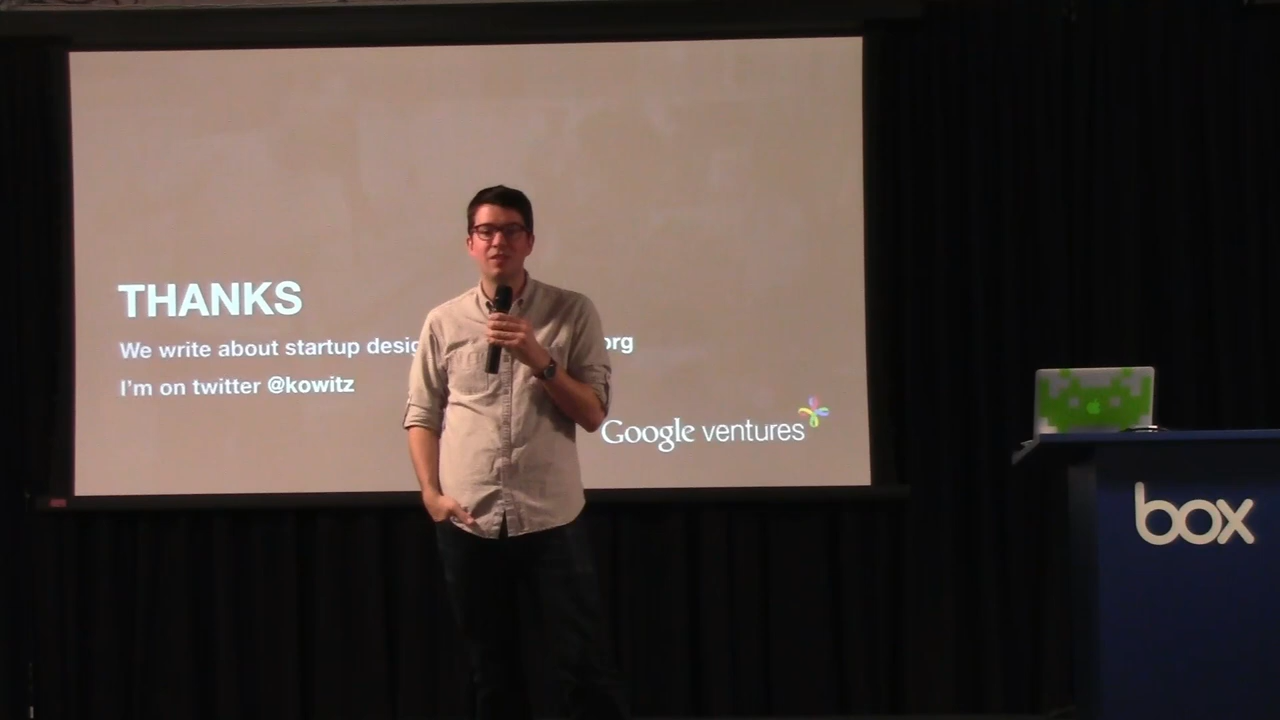 THANKS
We write about startup desig org
I'm on twitter @kowitz
Google ventures
box